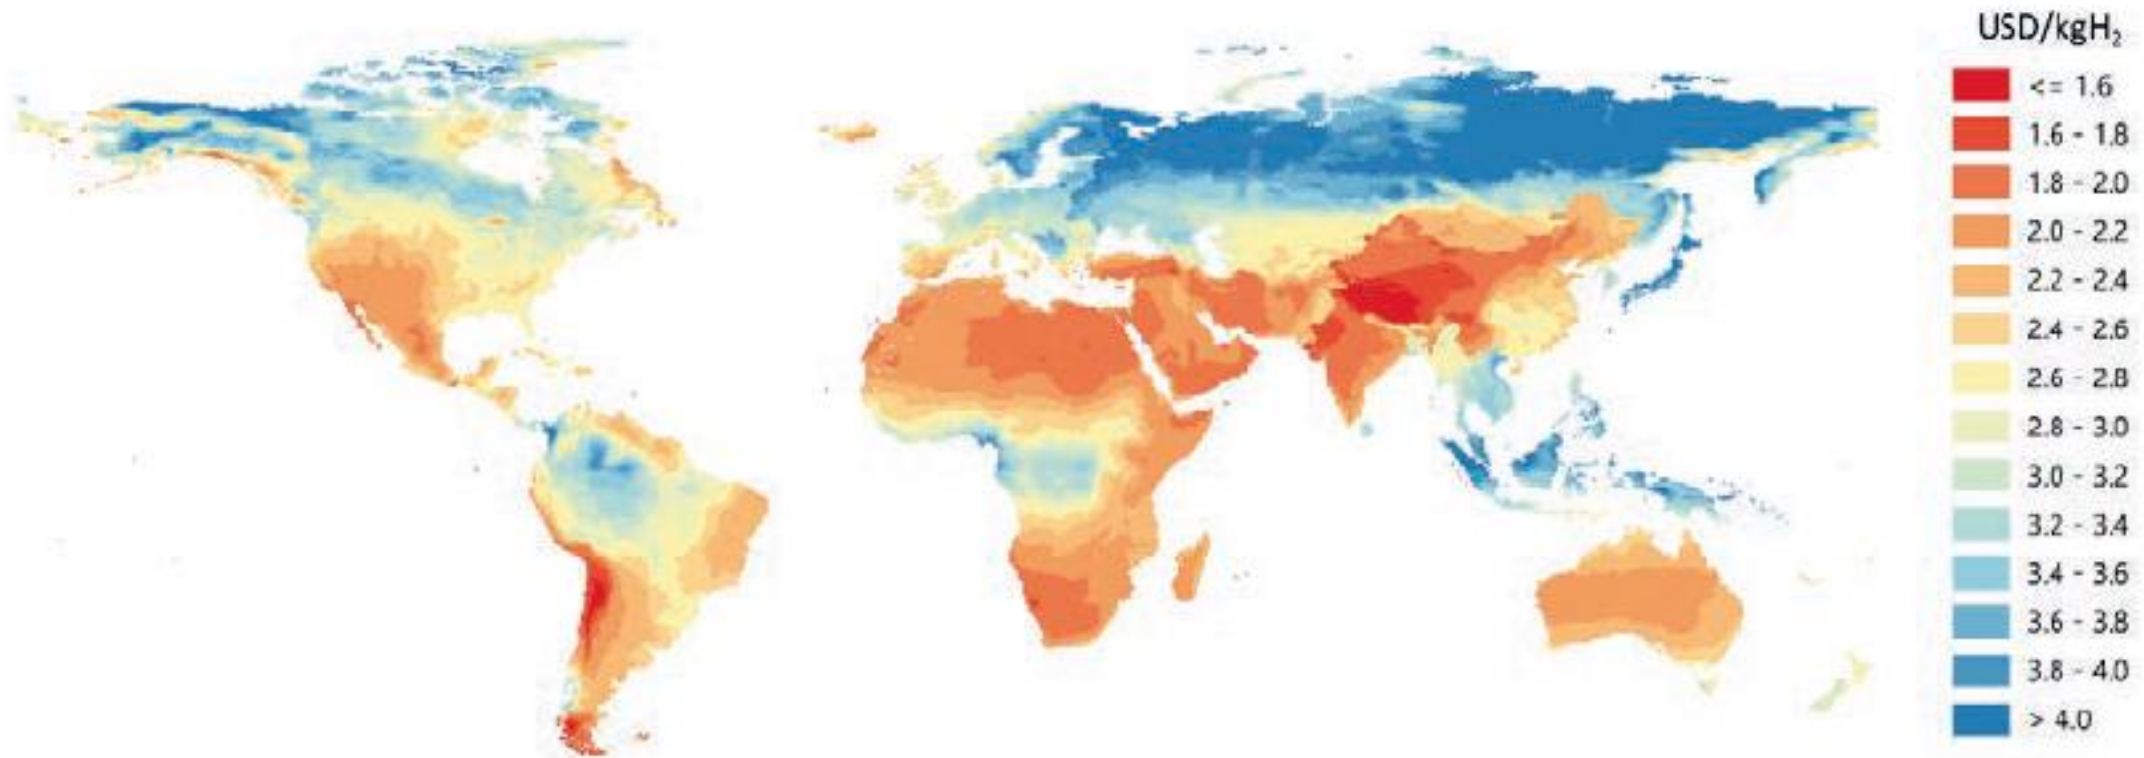 USD/kgH₂
<= 1.6
1.6 - 1.8
1.8 - 2.0
2.0 - 2.2
2.2 - 2.4
2.4 - 2.6
2.6 - 2.8
2.8 - 3.0
3.0 - 3.2
3.2 - 3.4
3.4 - 3.6
3.6 - 3.8
3.8 - 4.0
> 4.0